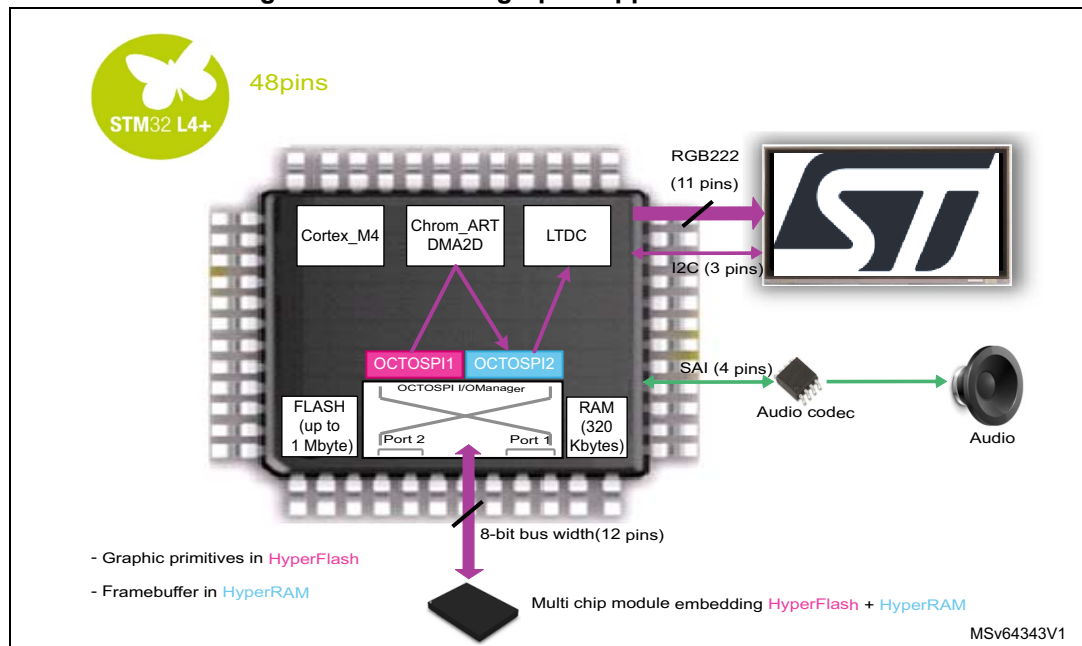 48pins
STM32 L4+
RGB222
(11 pins)
Cortex_M4
Chrom_ART
DMA2D
LTDC
I2C (3 pins)
OCTOSPI1
OCTOSPI2
SAI (4 pins)
OCTOSPI I/OManager
FLASH
(up to
1 Mbyte)
Port 2
Port 1
RAM
(320
Kbytes)
Audio codec
Audio
8-bit bus width(12 pins)
- Graphic primitives in HyperFlash
- Framebuffer in HyperRAM
Multi chip module embedding HyperFlash + HyperRAM
MSv64343V1